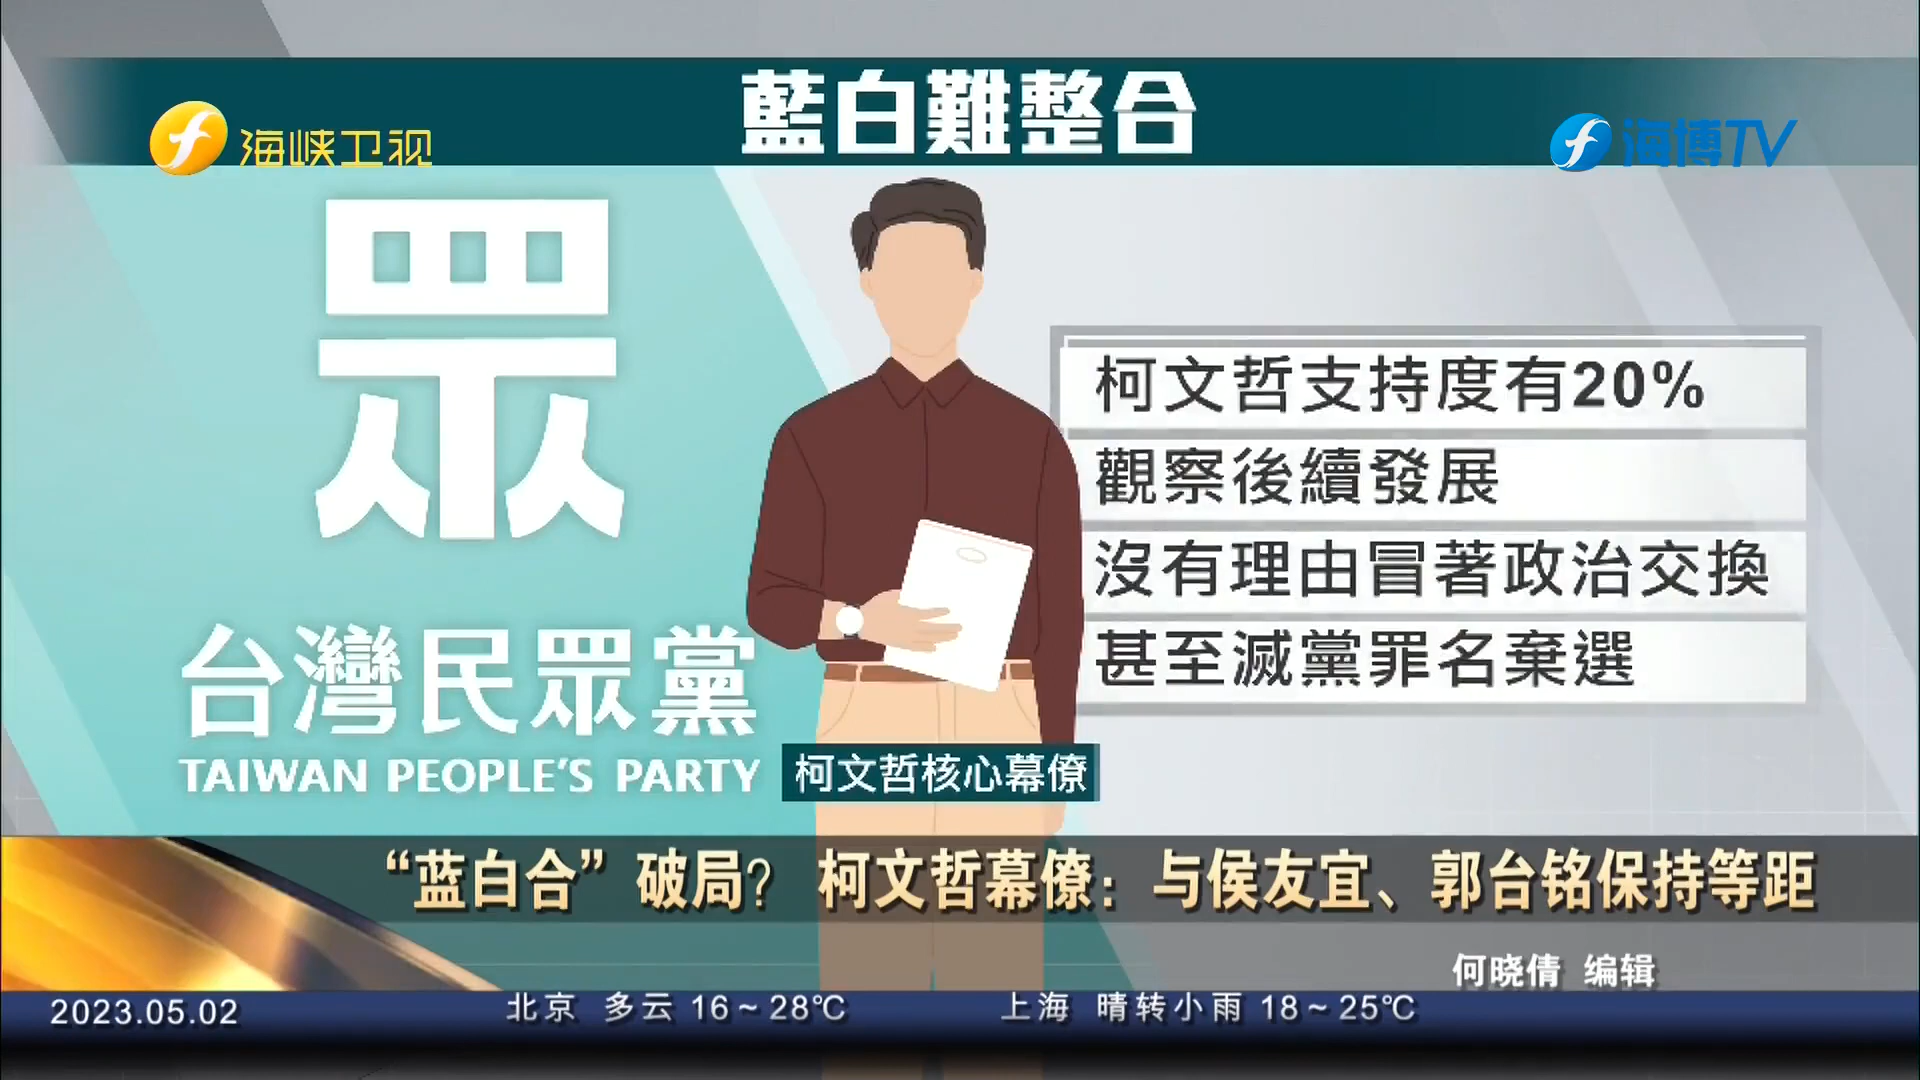 藍白難整合
海峡卫视
海博TV
眾
台灣民眾黨
TAIWAN PEOPLE'S PARTY
柯文哲支持度有20%
觀察後續發展
沒有理由冒著政治交換
甚至滅黨罪名棄選
柯文哲核心幕僚
“蓝白合”破局？ 柯文哲幕僚：与侯友宜、郭台铭保持等距
何晓倩 编辑
2023.05.02 北京 多云 16～28℃ 上海 晴转小雨 18～25℃